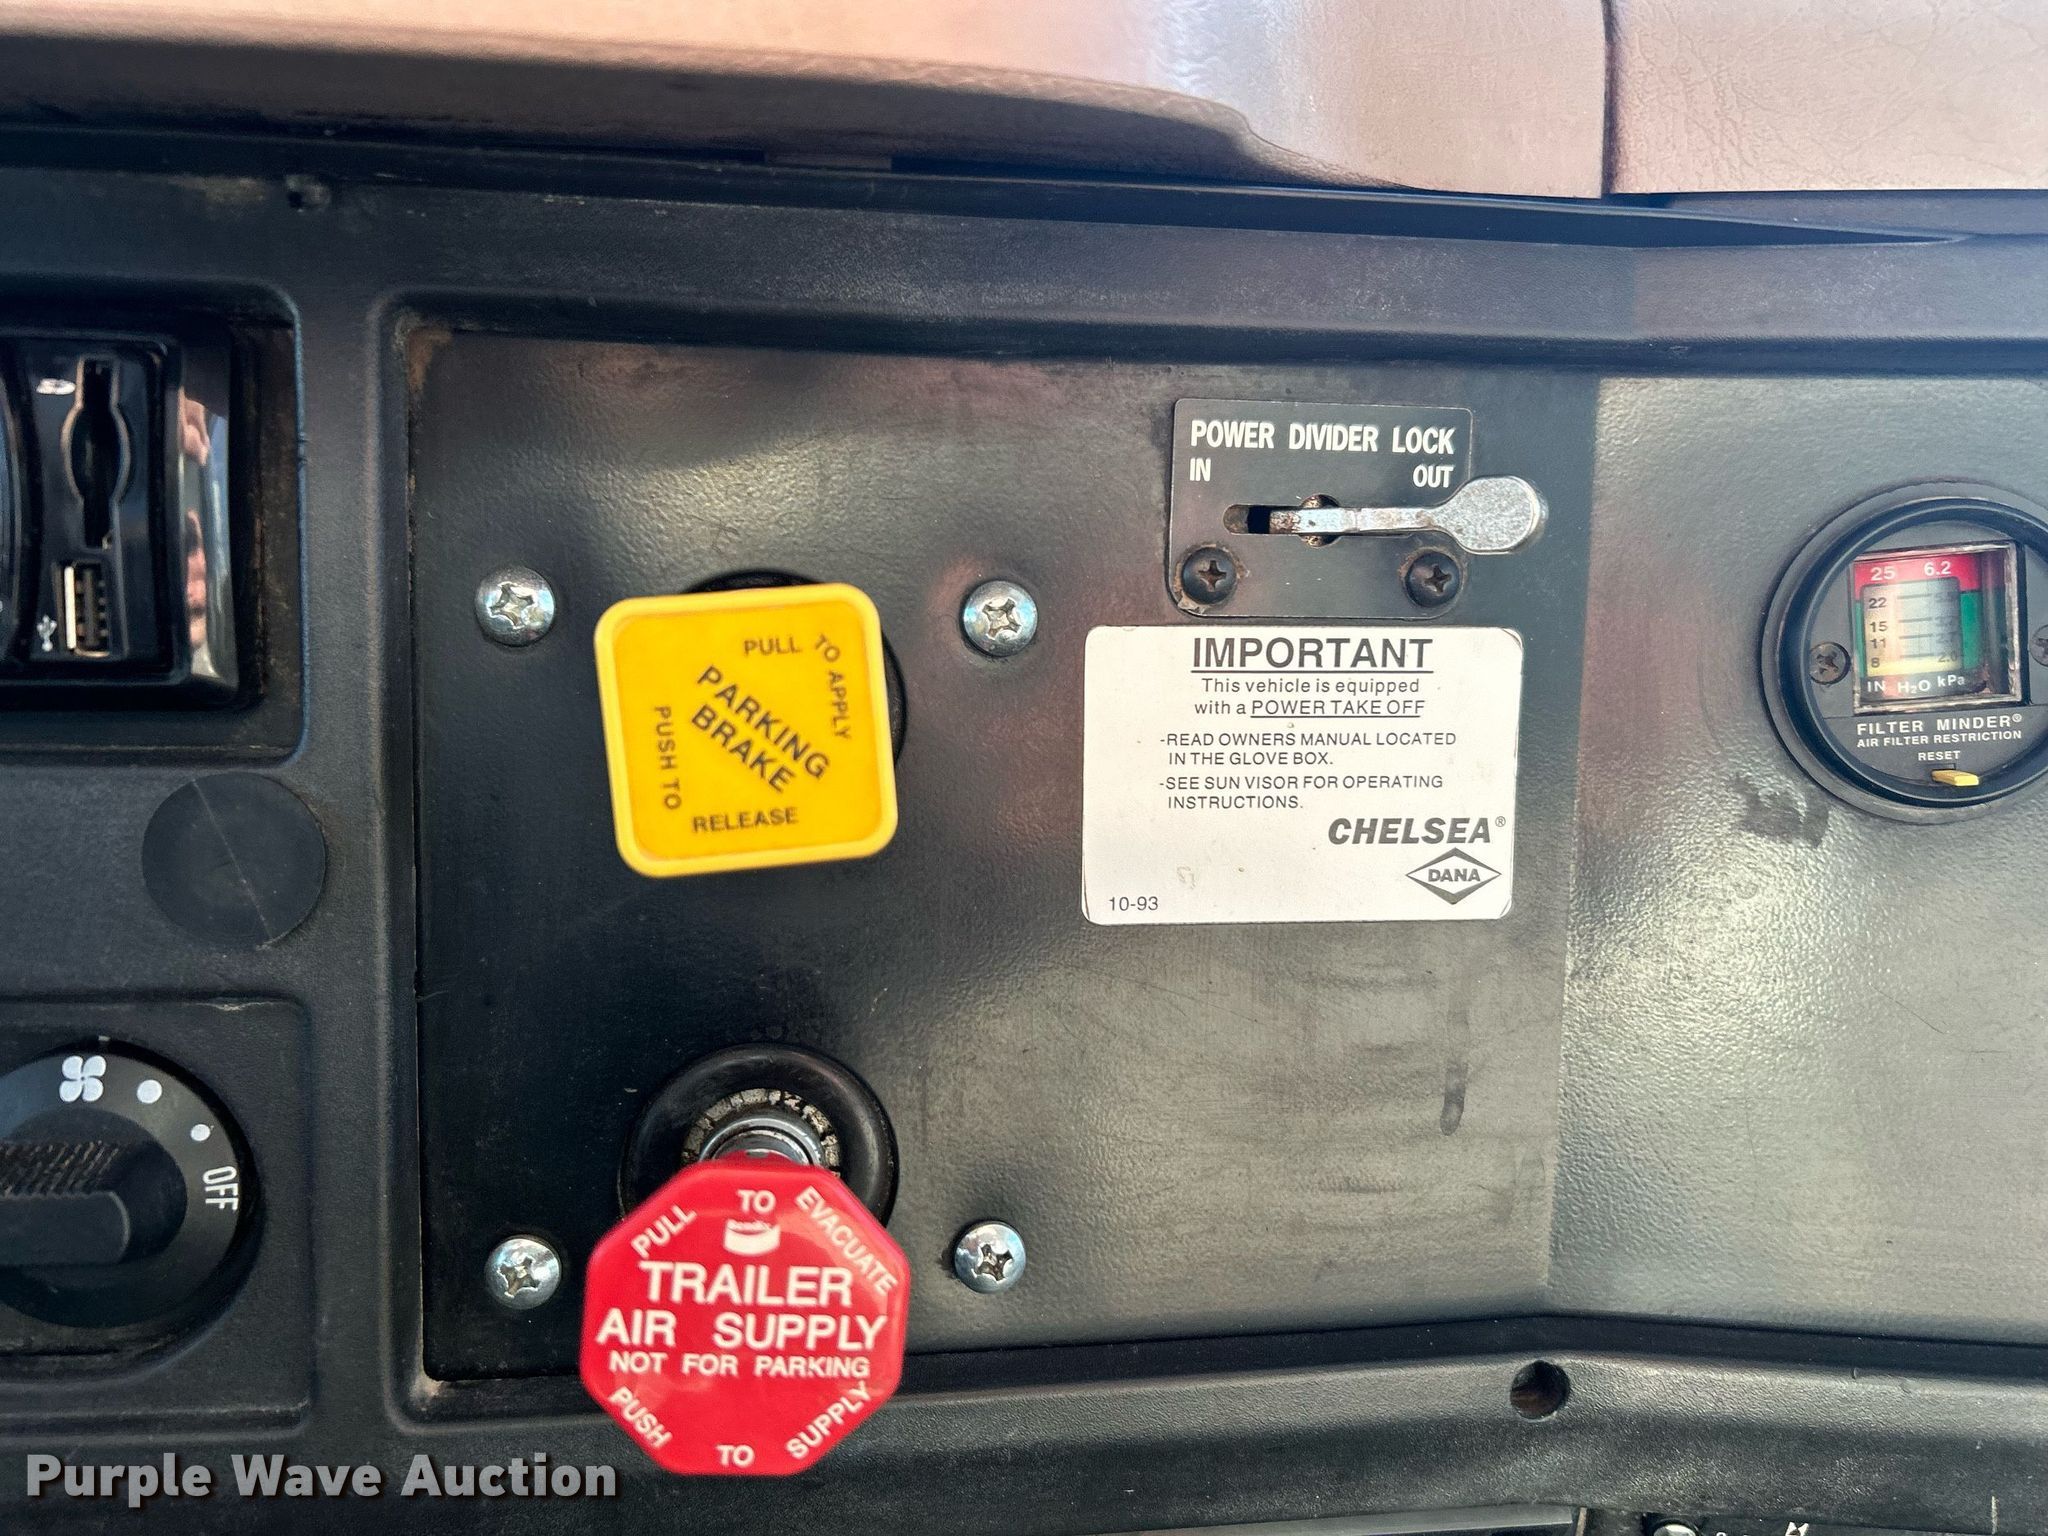 POWER DIVIDER LOCK
IN OUT
25 6.2
22
15
11
8 2.0
IN H₂O kPa
FILTER MINDER®
AIR FILTER RESTRICTION
RESET
PULL TO APPLY
PARKING
BRAKE
PUSH TO
RELEASE
IMPORTANT
This vehicle is equipped
with a POWER TAKE OFF
-READ OWNERS MANUAL LOCATED
IN THE GLOVE BOX.
-SEE SUN VISOR FOR OPERATING
INSTRUCTIONS.
CHELSEA®
DANA
10-93
OFF
PULL TO EVACUATE
TRAILER
AIR SUPPLY
NOT FOR PARKING
PUSH TO SUPPLY
Purple Wave Auction